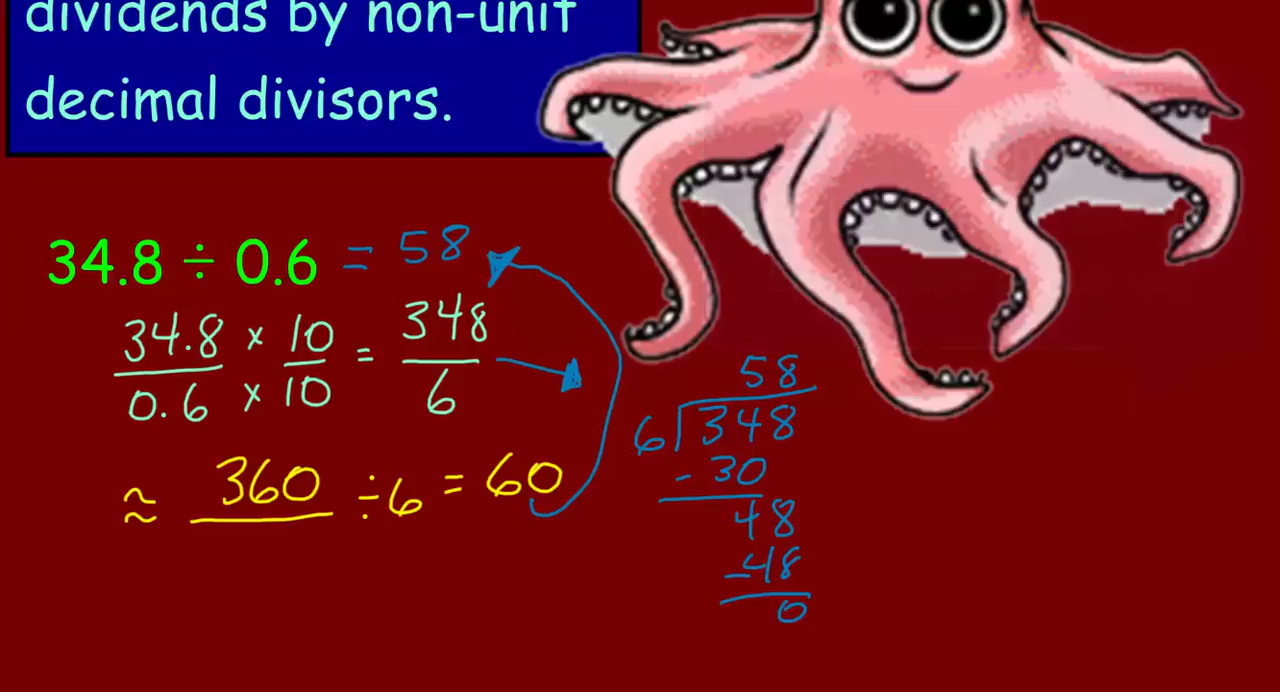 dividends by non-unit
decimal divisors.
34.8 ÷ 0.6 = 58
34.8 × 10 = 348
0.6 × 10 6
≈ 360 ÷ 6 = 60
58
6 348
- 30
48
- 48
0